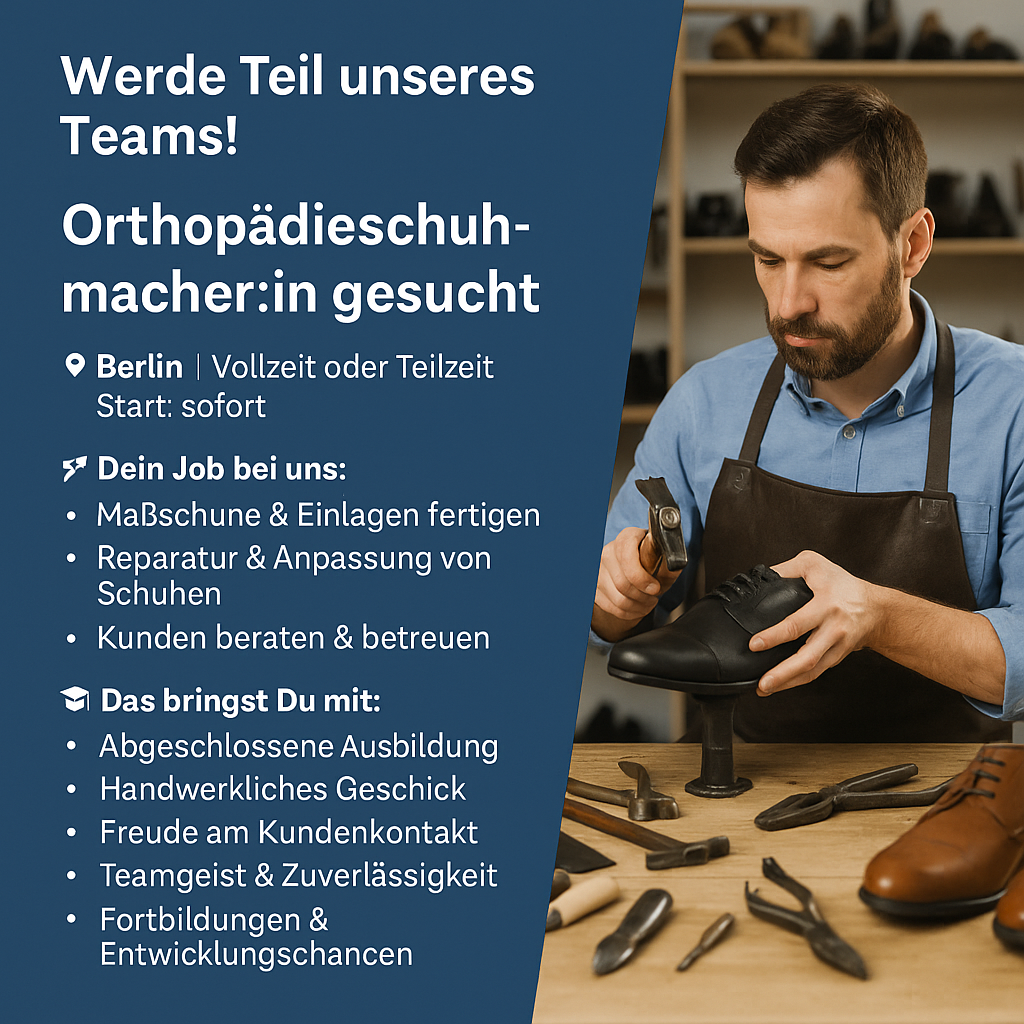 Werde Teil unseres
Teams!
Orthopädieschuh-
macher:in gesucht
Berlin | Vollzeit oder Teilzeit
Start: sofort
Dein Job bei uns:
• Maßschune & Einlagen fertigen
• Reparatur & Anpassung von
Schuhen
• Kunden beraten & betreuen
Das bringst Du mit:
• Abgeschlossene Ausbildung
• Handwerkliches Geschick
• Freude am Kundenkontakt
• Teamgeist & Zuverlässigkeit
• Fortbildungen &
Entwicklungschancen